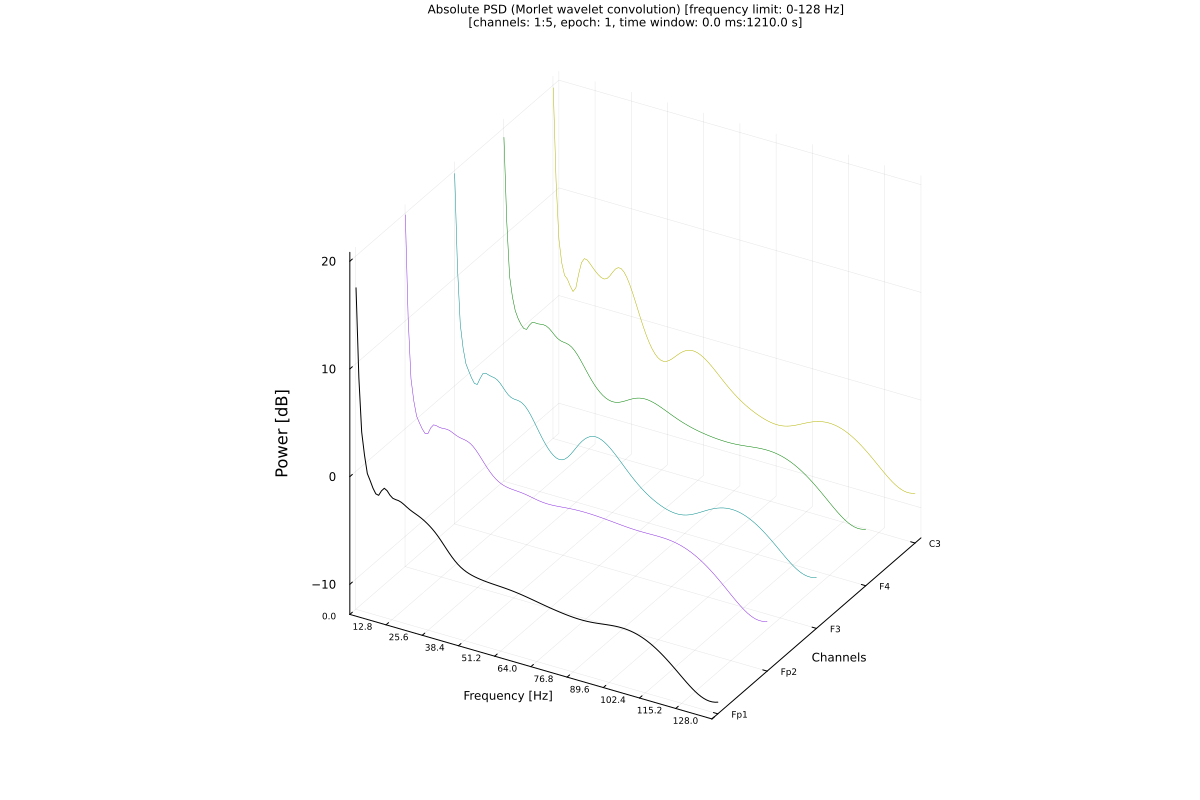 Absolute PSD (Morlet wavelet convolution) [frequency limit: 0-128 Hz]
[channels: 1:5, epoch: 1, time window: 0.0 ms:1210.0 s]
20
10
0
−10
Power [dB]
0.0
12.8
25.6
38.4
51.2
64.0
76.8
89.6
102.4
115.2
128.0
Frequency [Hz]
Fp1
Fp2
F3
F4
C3
Channels